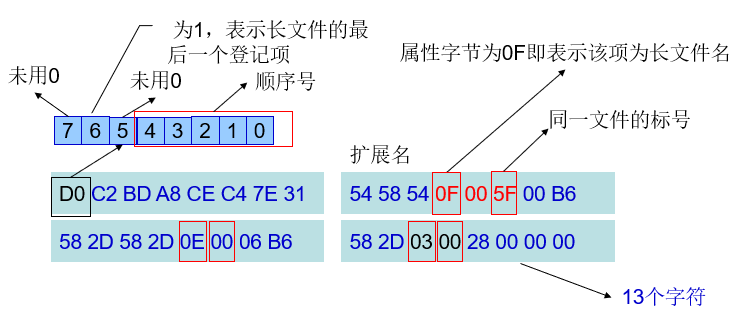 为1，表示长文件的最
后一个登记项
未用0
未用0
顺序号
属性字节为0F即表示该项为长文件名
同一文件的标号
7 6 5 4 3 2 1 0
扩展名
D0 C2 BD A8 CE C4 7E 31
54 58 54 0F 00 5F 00 B6
58 2D 58 2D 0E 00 06 B6
58 2D 03 00 28 00 00 00
13个字符